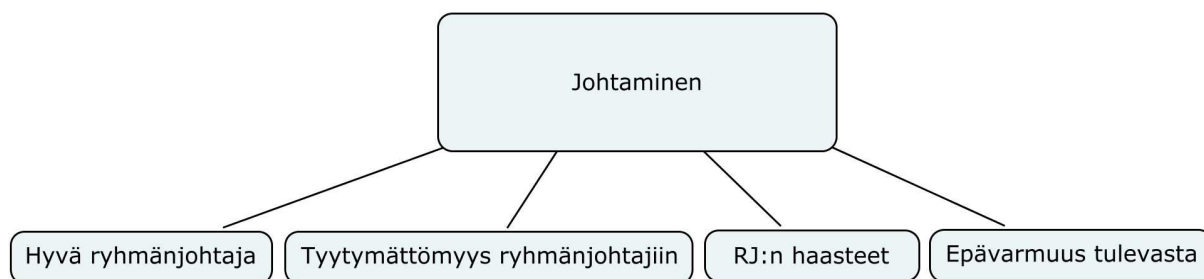 Johtaminen
Hyvä ryhmänjohtaja
Tyytymättömyys ryhmänjohtajiin
RJ:n haasteet
Epävarmuus tulevasta